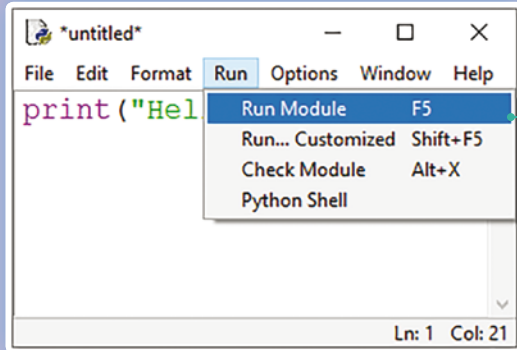 *untitled*
File Edit Format Run Options Window Help
print("Hel
Run Module F5
Run... Customized Shift+F5
Check Module Alt+X
Python Shell
Ln: 1 Col: 21